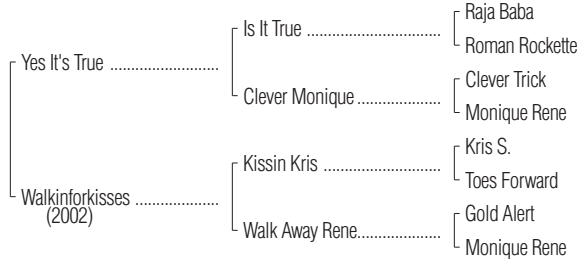 Raja Baba
Is It True ............................
Roman Rockette
Yes It's True ......................
Clever Trick
Clever Monique .....................
Monique Rene
Kris S.
Kissin Kris ........................
Toes Forward
Walkinforkisses .................
(2002)
Gold Alert
Walk Away Rene.....................
Monique Rene